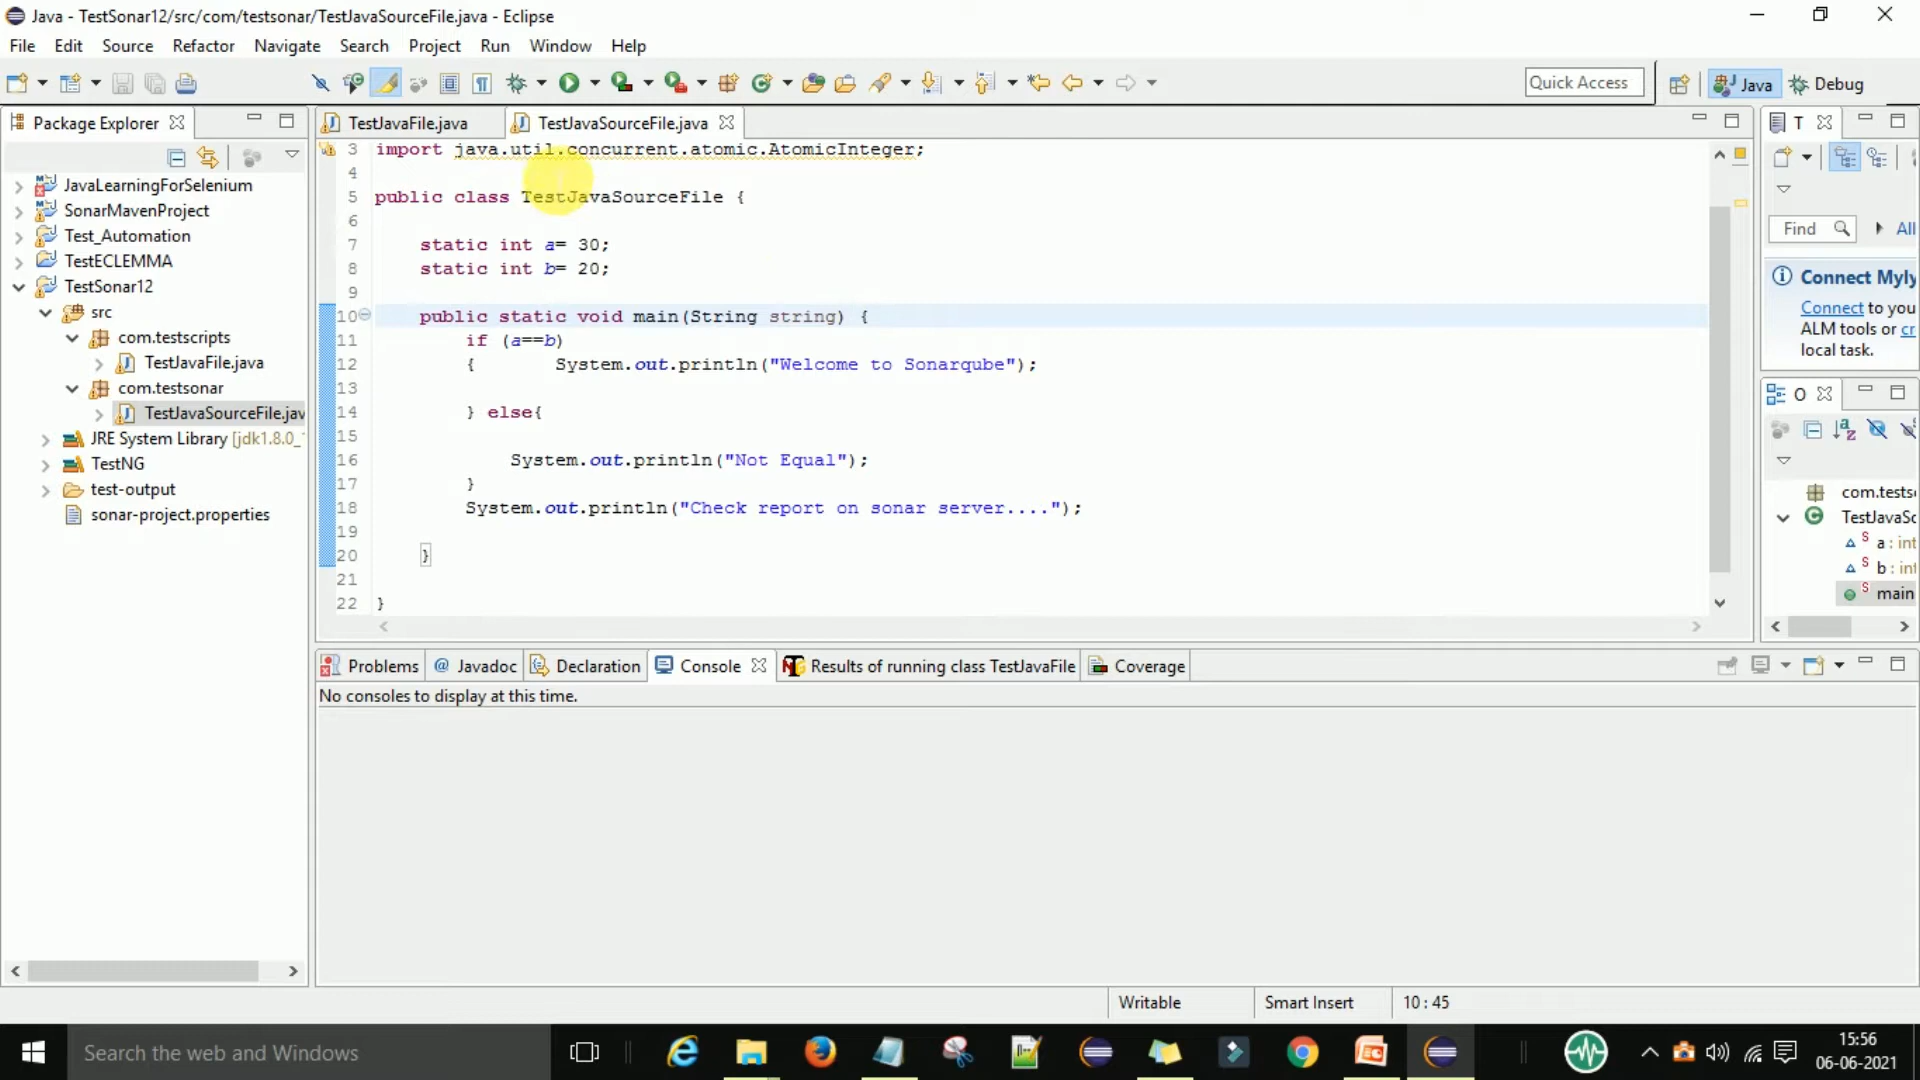 Java - TestSonar12/src/com/testsonar/TestJavaSourceFile.java - Eclipse
File Edit Source Refactor Navigate Search Project Run Window Help
Quick Access
Java
Debug
Package Explorer
JavaLearningForSelenium
SonarMavenProject
Test_Automation
TestECLEMMA
TestSonar12
src
com.testscripts
TestJavaFile.java
com.testsonar
TestJavaSourceFile.jav
JRE System Library [jdk1.8.0_
TestNG
test-output
sonar-project.properties
TestJavaFile.java
TestJavaSourceFile.java
3 import java.util.concurrent.atomic.AtomicInteger;
4
5 public class TestJavaSourceFile {
6
7 static int a= 30;
8 static int b= 20;
9
10 public static void main(String string) {
11 if (a==b)
12 { System.out.println("Welcome to Sonarqube");
13
14 } else{
15
16 System.out.println("Not Equal");
17 }
18 System.out.println("Check report on sonar server....");
19
20 }
21
22 }
T
Find
All
Connect Myly
Connect to you
ALM tools or cr
local task.
O
com.tests
TestJavaSc
a : int
b : int
main
Problems
@ Javadoc
Declaration
Console
Results of running class TestJavaFile
Coverage
No consoles to display at this time.
Writable
Smart Insert
10 : 45
Search the web and Windows
15:56
06-06-2021